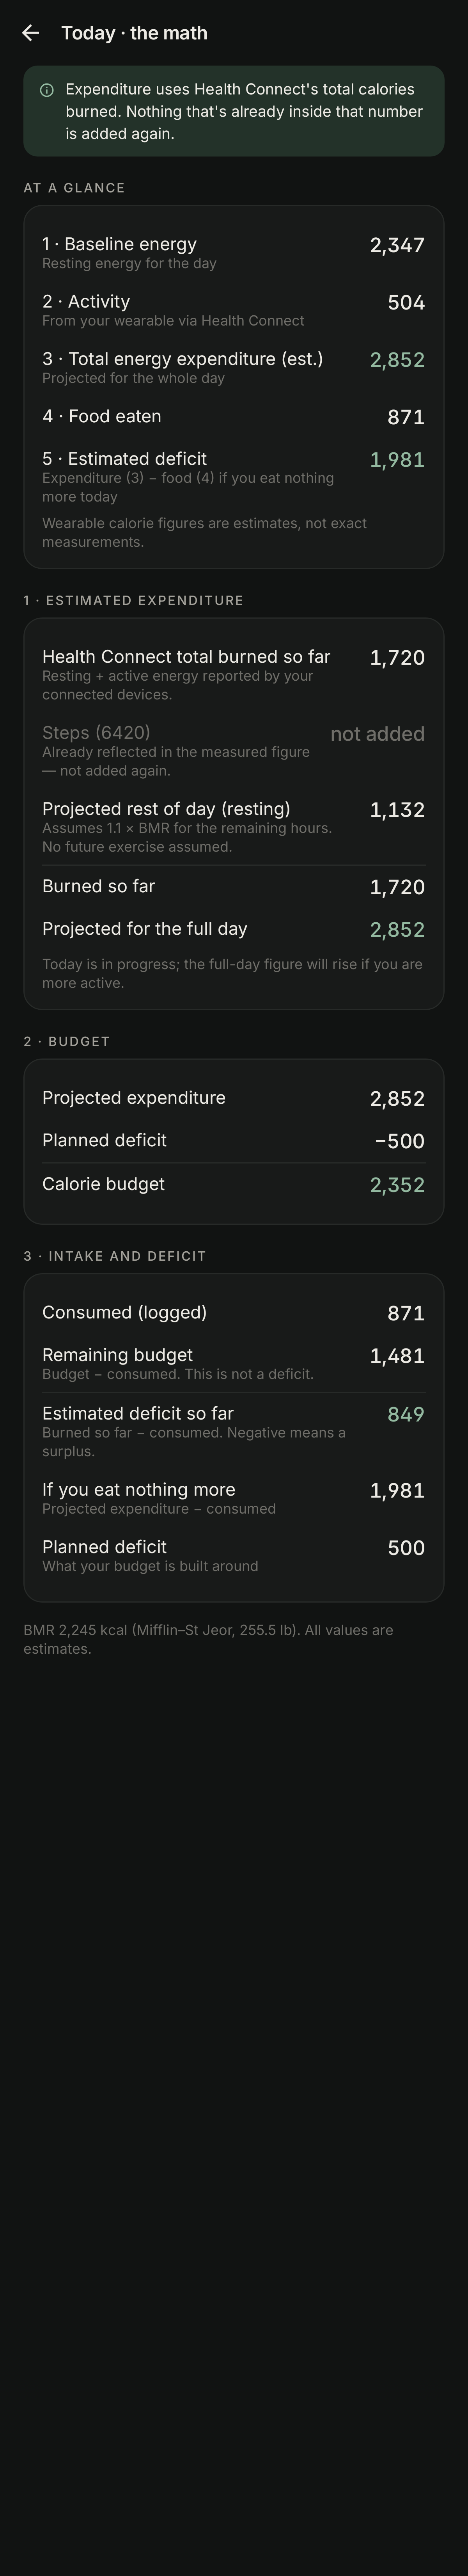 Today · the math
Expenditure uses Health Connect's total calories
burned. Nothing that's already inside that number
is added again.
AT A GLANCE
1 · Baseline energy 2,347
Resting energy for the day
2 · Activity 504
From your wearable via Health Connect
3 · Total energy expenditure (est.) 2,852
Projected for the whole day
4 · Food eaten 871
5 · Estimated deficit 1,981
Expenditure (3) − food (4) if you eat nothing
more today
Wearable calorie figures are estimates, not exact
measurements.
1 · ESTIMATED EXPENDITURE
Health Connect total burned so far 1,720
Resting + active energy reported by your
connected devices.
Steps (6420) not added
Already reflected in the measured figure
— not added again.
Projected rest of day (resting) 1,132
Assumes 1.1 × BMR for the remaining hours.
No future exercise assumed.
Burned so far 1,720
Projected for the full day 2,852
Today is in progress; the full-day figure will rise if you are
more active.
2 · BUDGET
Projected expenditure 2,852
Planned deficit −500
Calorie budget 2,352
3 · INTAKE AND DEFICIT
Consumed (logged) 871
Remaining budget 1,481
Budget − consumed. This is not a deficit.
Estimated deficit so far 849
Burned so far − consumed. Negative means a
surplus.
If you eat nothing more 1,981
Projected expenditure − consumed
Planned deficit 500
What your budget is built around
BMR 2,245 kcal (Mifflin–St Jeor, 255.5 lb). All values are
estimates.